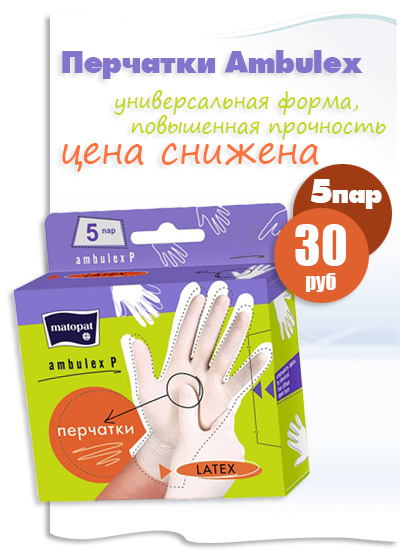 Перчатки Ambulex
универсальная форма,
повышенная прочность
цена снижена
5пар
30
руб
5 пар
ambulex P
matopat
ambulex P
перчатки
LATEX